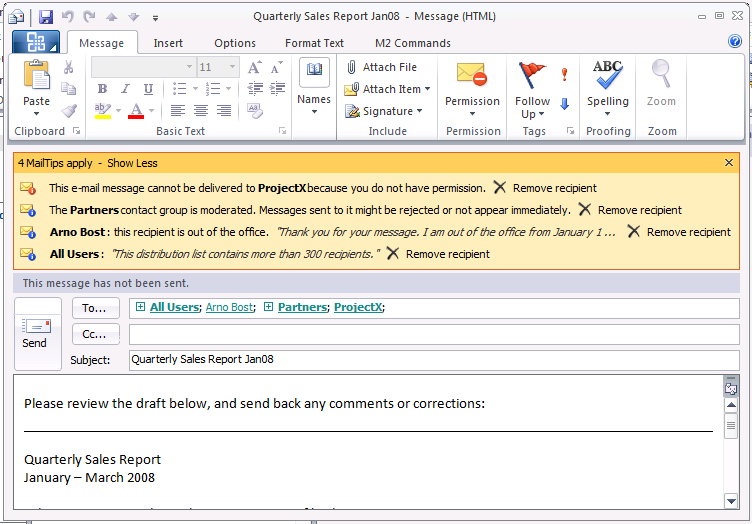 Quarterly Sales Report Jan08 - Message (HTML)
Message Insert Options Format Text M2 Commands
Paste
Clipboard
11
B I U
ab A
Basic Text
Names
Attach File
Attach Item
Signature
Include
Permission
Permission
Follow Up
Tags
ABC
Spelling
Proofing
Zoom
Zoom
4 MailTips apply - Show Less
This e-mail message cannot be delivered to ProjectX because you do not have permission. Remove recipient
The Partners contact group is moderated. Messages sent to it might be rejected or not appear immediately. Remove recipient
Arno Bost : this recipient is out of the office. "Thank you for your message. I am out of the office from January 1 ... Remove recipient
All Users : "This distribution list contains more than 300 recipients." Remove recipient
This message has not been sent.
Send
To... All Users; Arno Bost; Partners; ProjectX;
Cc...
Subject: Quarterly Sales Report Jan08
Please review the draft below, and send back any comments or corrections:
Quarterly Sales Report
January – March 2008